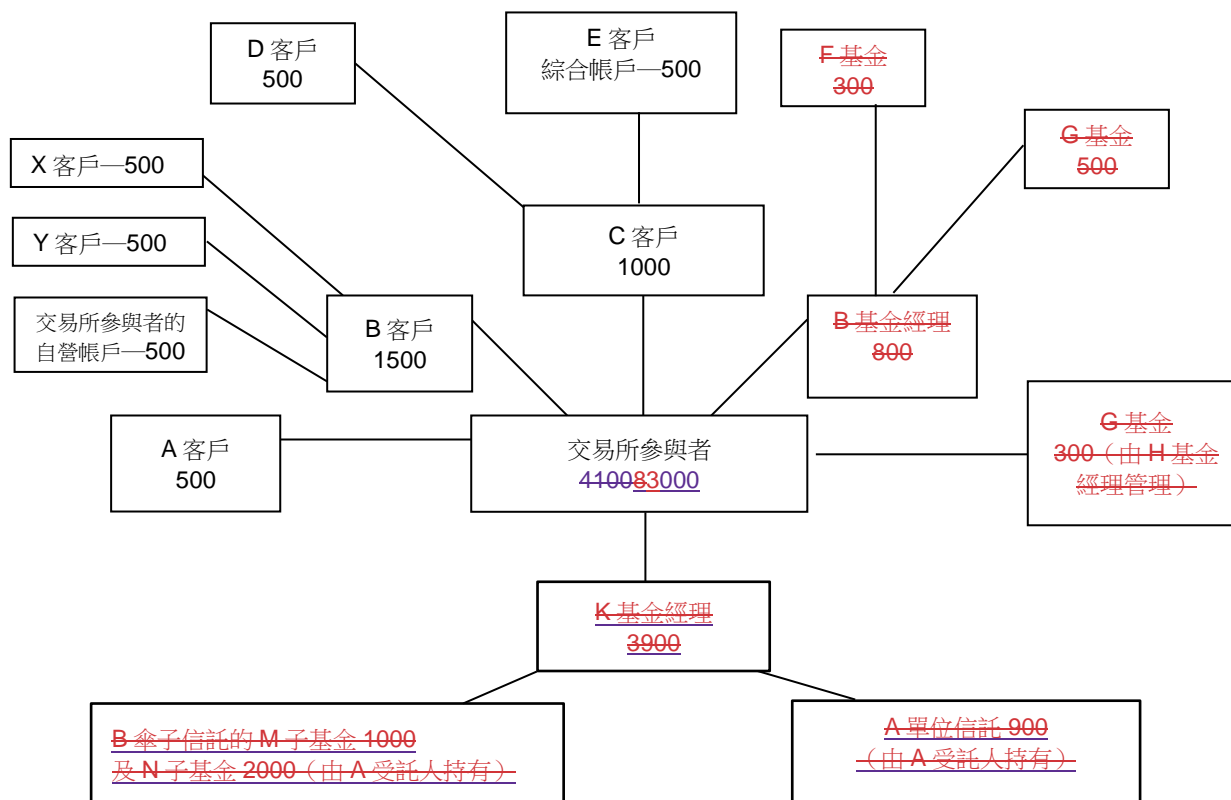 D 客戶
500
E 客戶
綜合帳戶—500
F 基金
300
G 基金
500
X 客戶—500
Y 客戶—500
交易所參與者的
自營帳戶—500
B 客戶
1500
C 客戶
1000
B 基金經理
800
A 客戶
500
交易所參與者
410083000
G 基金
300（由 H 基金
經理管理）
K 基金經理
3900
B 傘子信託的 M 子基金 1000
及 N 子基金 2000（由 A 受託人持有）
A 單位信託 900
（由 A 受託人持有）